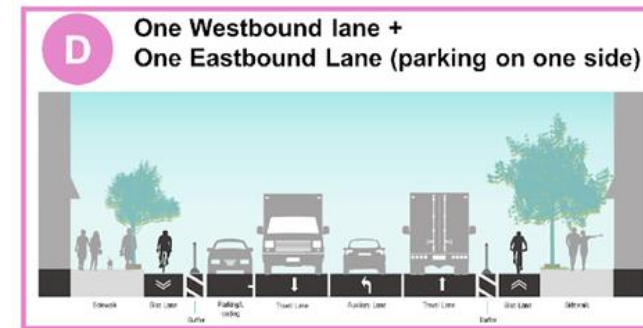 D
One Westbound lane +
One Eastbound Lane (parking on one side)
Sidewalk
Bike Lane
Buffer
Parking/Loading
Travel Lane
Auxiliary Lane
Travel Lane
Buffer
Bike Lane
Sidewalk